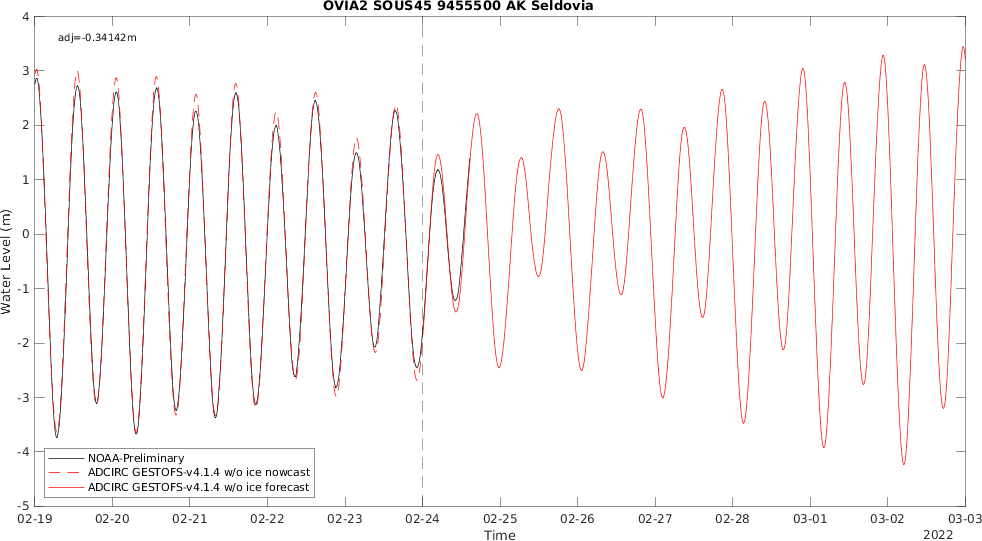 OVIA2 SOUS45 9455500 AK Seldovia
adj=-0.34142m
4
3
2
1
0
-1
-2
-3
-4
-5
Water Level (m)
NOAA-Preliminary
ADCIRC GESTOFS-v4.1.4 w/o ice nowcast
ADCIRC GESTOFS-v4.1.4 w/o ice forecast
02-19 02-20 02-21 02-22 02-23 02-24 02-25 02-26 02-27 02-28 03-01 03-02 03-03
Time
2022